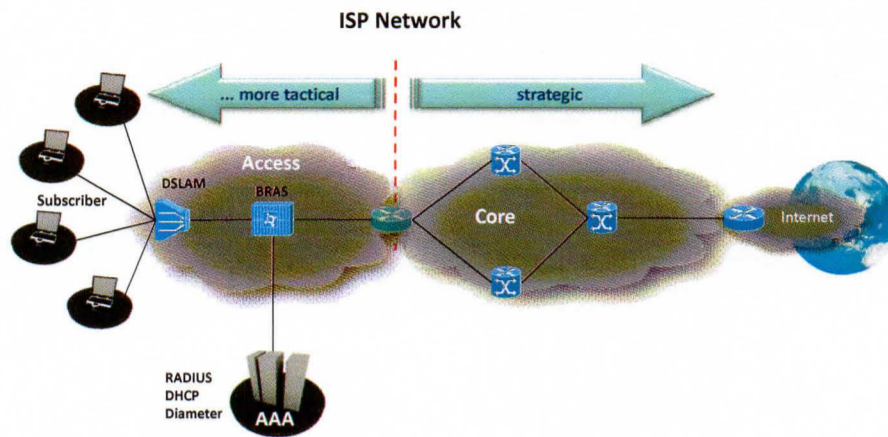 ISP Network
... more tactical
strategic
Access
DSLAM
BRAS
Subscriber
Core
Internet
RADIUS
DHCP
Diameter
AAA